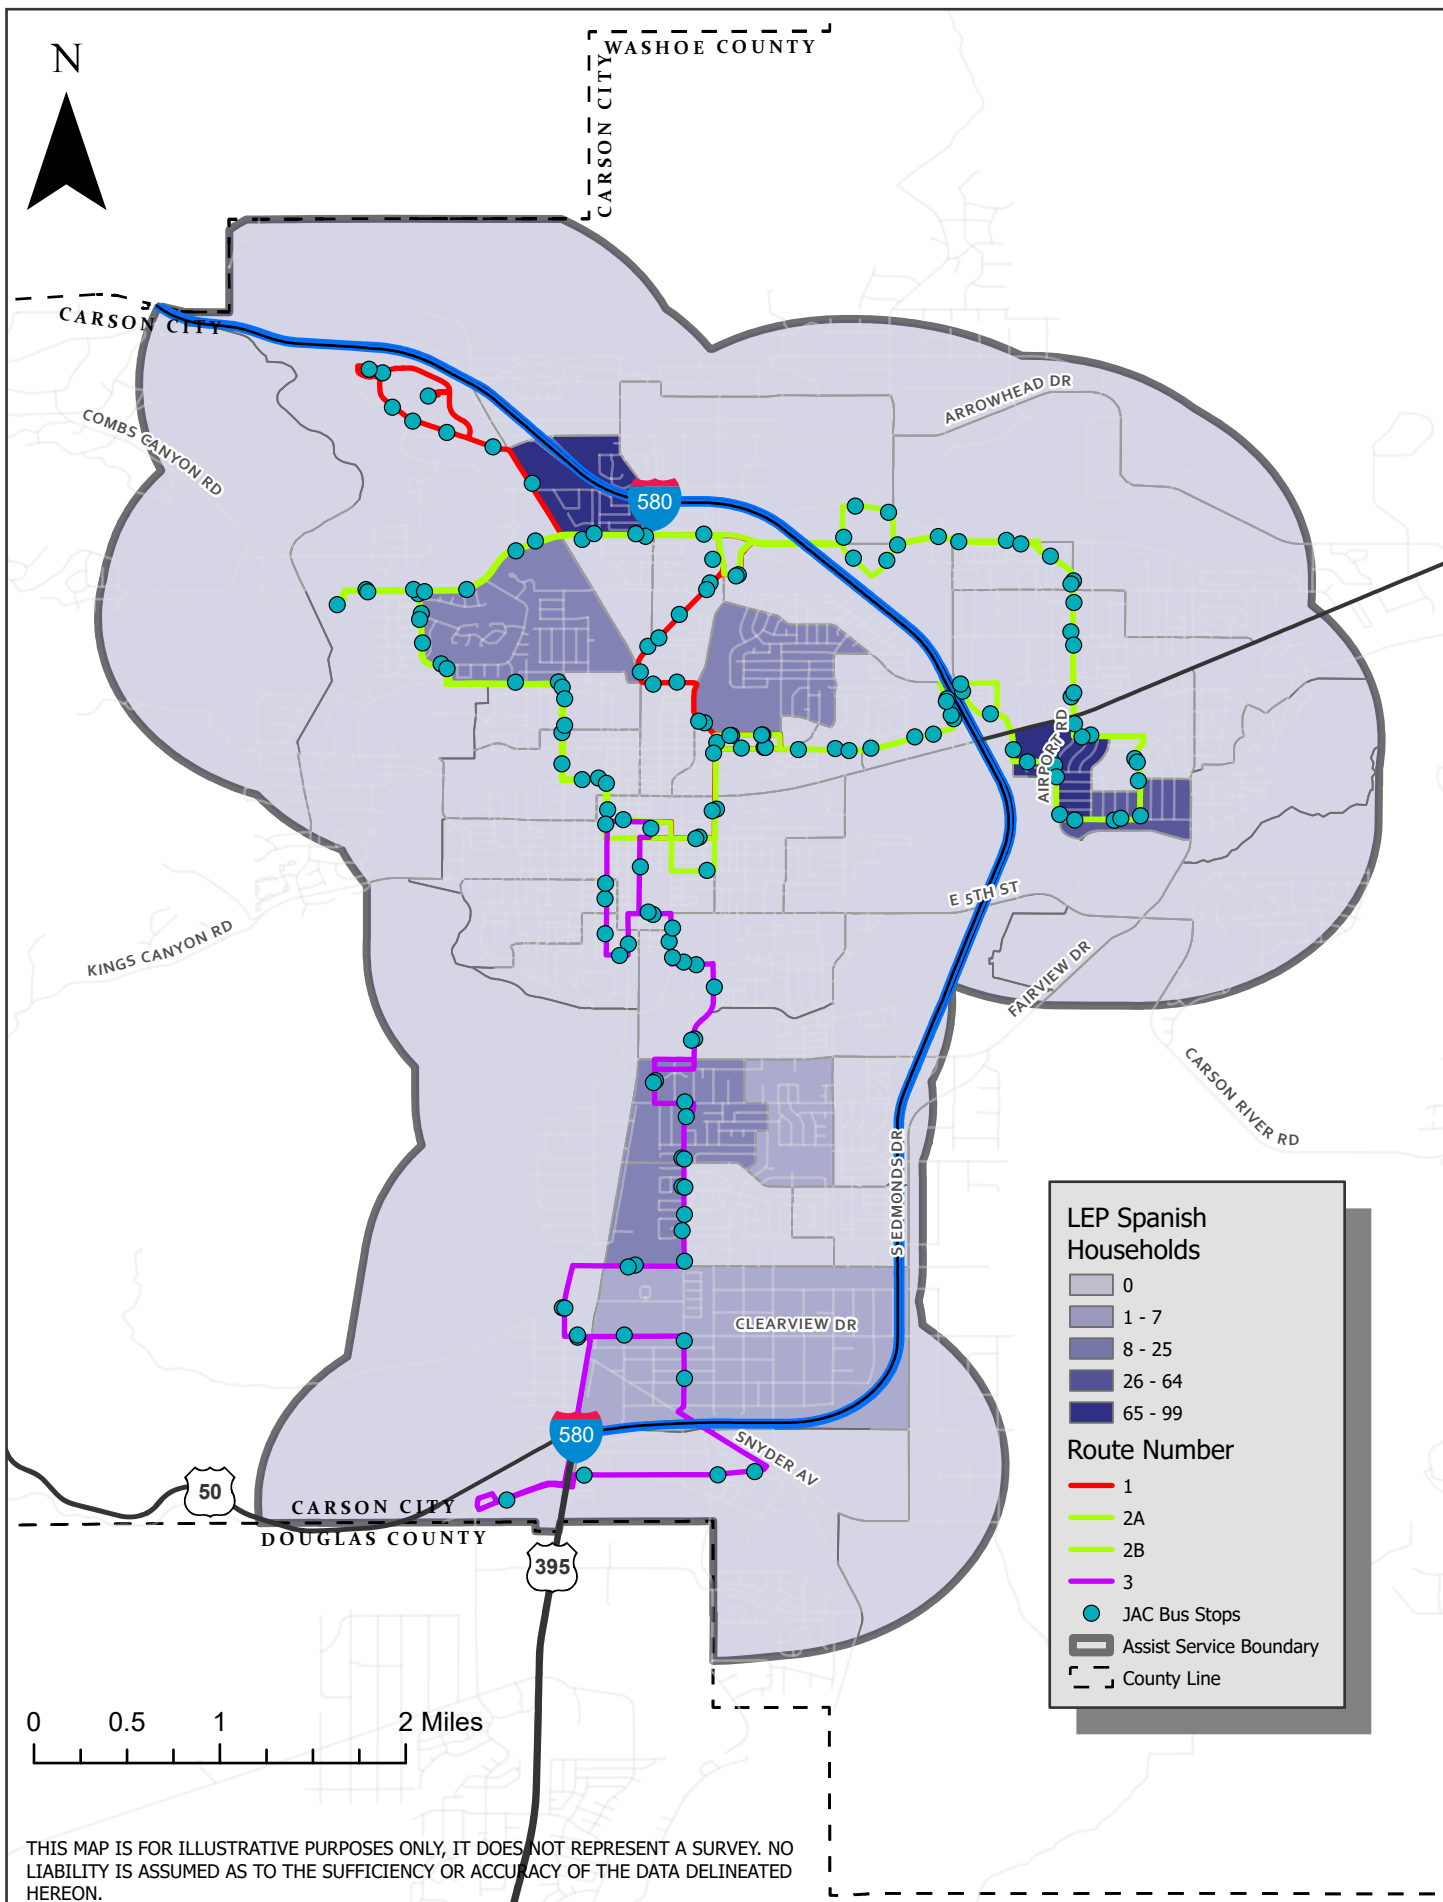 N
WASHOE COUNTY
CARSON CITY
CARSON CITY
COMBS CANYON RD
ARROWHEAD DR
580
AIRPORT RD
E 5TH ST
KINGS CANYON RD
FAIRVIEW DR
CARSON RIVER RD
S EDMONDS DR
CLEARVIEW DR
580
SNYDER AV
50
CARSON CITY
DOUGLAS COUNTY
395
LEP Spanish
Households
0
1 - 7
8 - 25
26 - 64
65 - 99
Route Number
1
2A
2B
3
JAC Bus Stops
Assist Service Boundary
County Line
0 0.5 1 2 Miles
THIS MAP IS FOR ILLUSTRATIVE PURPOSES ONLY, IT DOES NOT REPRESENT A SURVEY. NO
LIABILITY IS ASSUMED AS TO THE SUFFICIENCY OR ACCURACY OF THE DATA DELINEATED
HEREON.